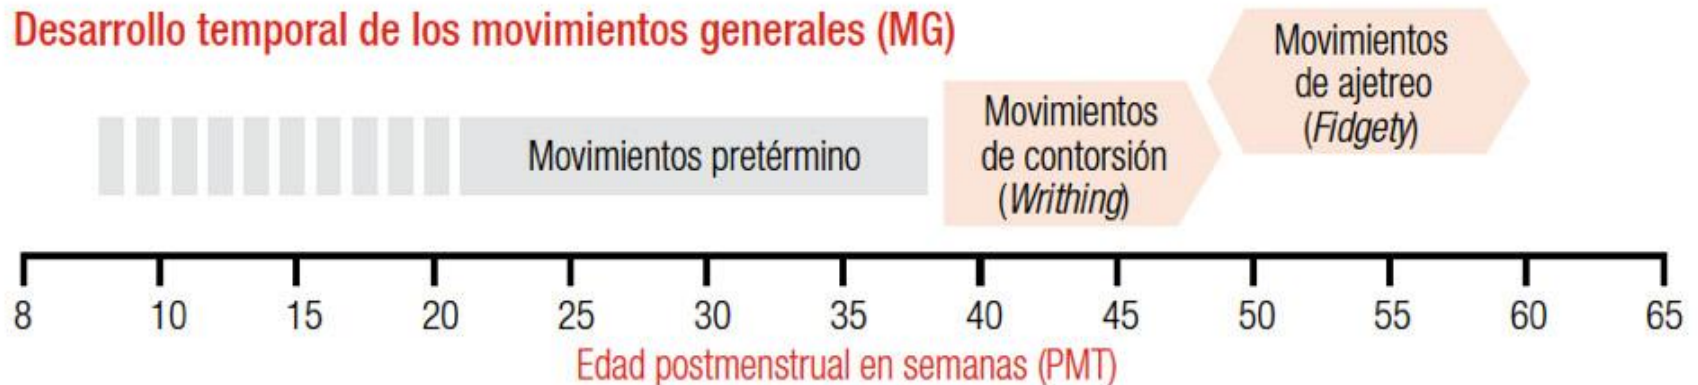 Desarrollo temporal de los movimientos generales (MG)
Movimientos
de ajetreo
(Fidgety)
Movimientos
de contorsión
(Writhing)
Movimientos pretérmino
8 10 15 20 25 30 35 40 45 50 55 60 65
Edad postmenstrual en semanas (PMT)